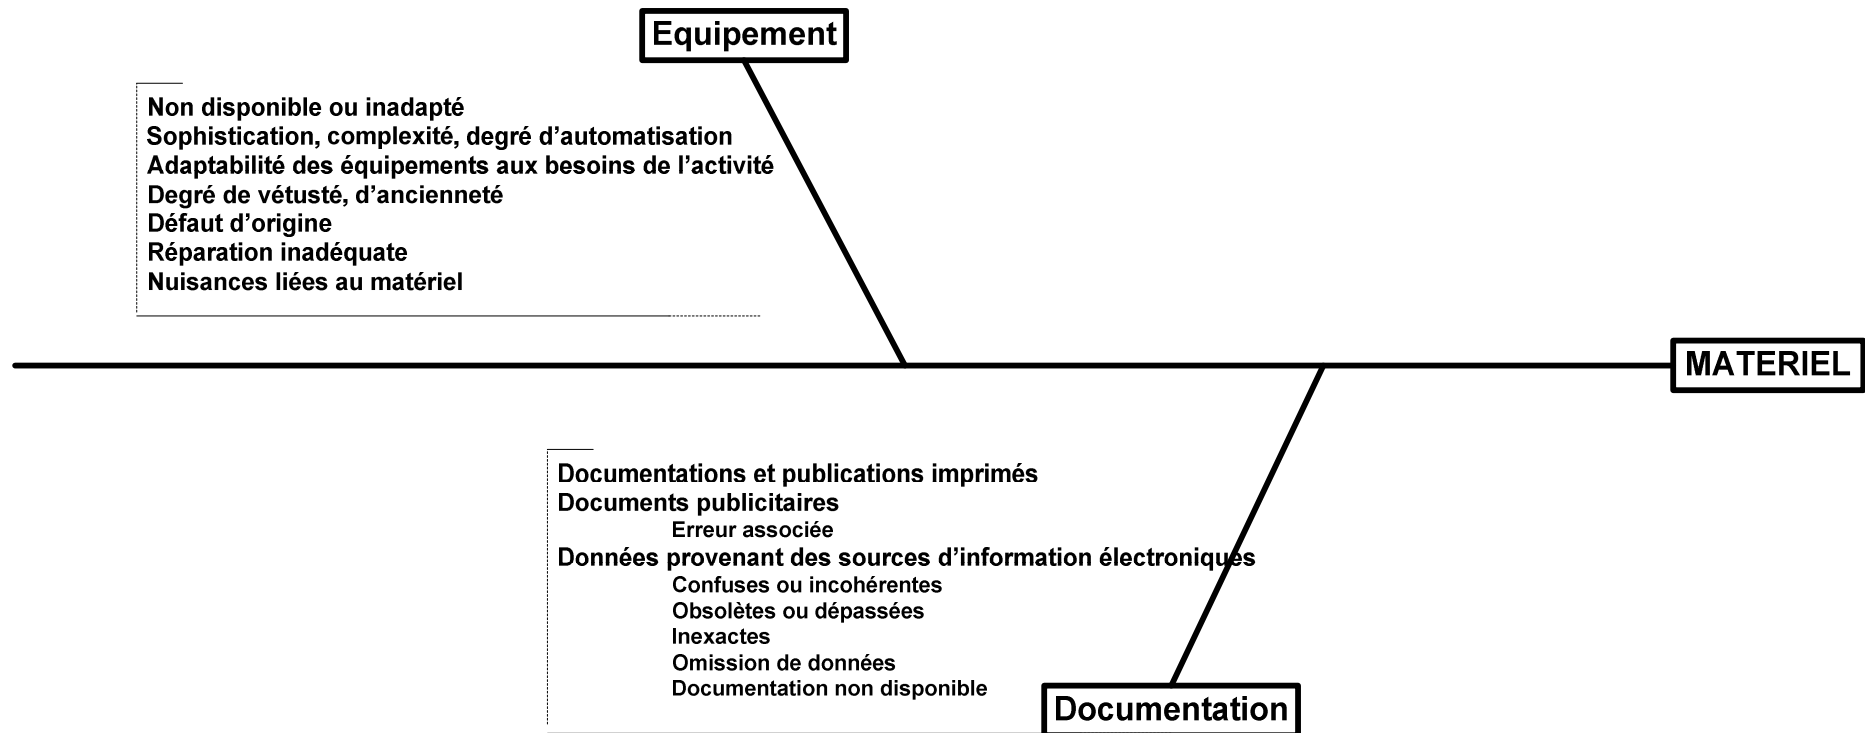 Equipement
Non disponible ou inadapté
Sophistication, complexité, degré d’automatisation
Adaptabilité des équipements aux besoins de l’activité
Degré de vétusté, d’ancienneté
Défaut d’origine
Réparation inadéquate
Nuisances liées au matériel
MATERIEL
Documentations et publications imprimés
Documents publicitaires
Erreur associée
Données provenant des sources d’information électroniques
Confuses ou incohérentes
Obsolètes ou dépassées
Inexactes
Omission de données
Documentation non disponible
Documentation